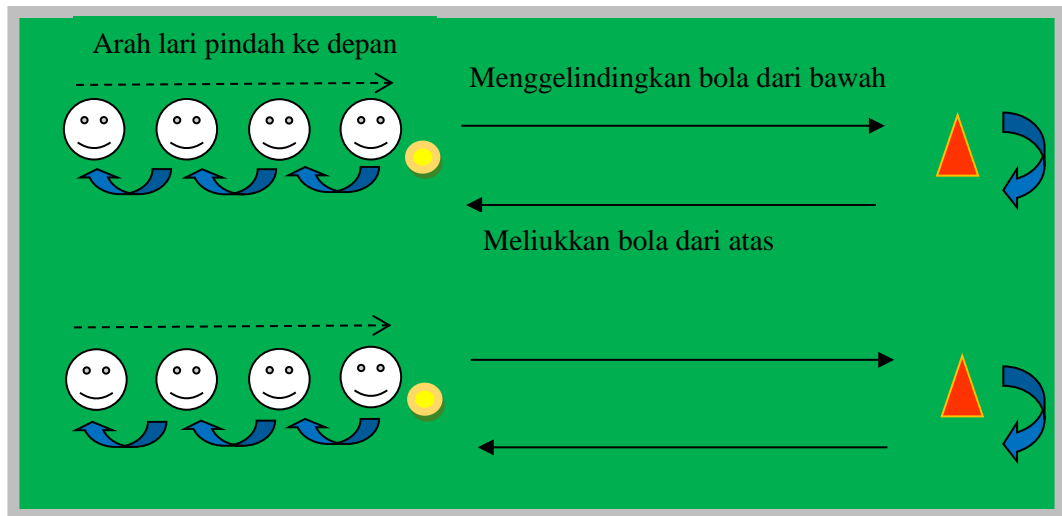 Arah lari pindah ke depan
Menggelindingkan bola dari bawah
Meliukkan bola dari atas